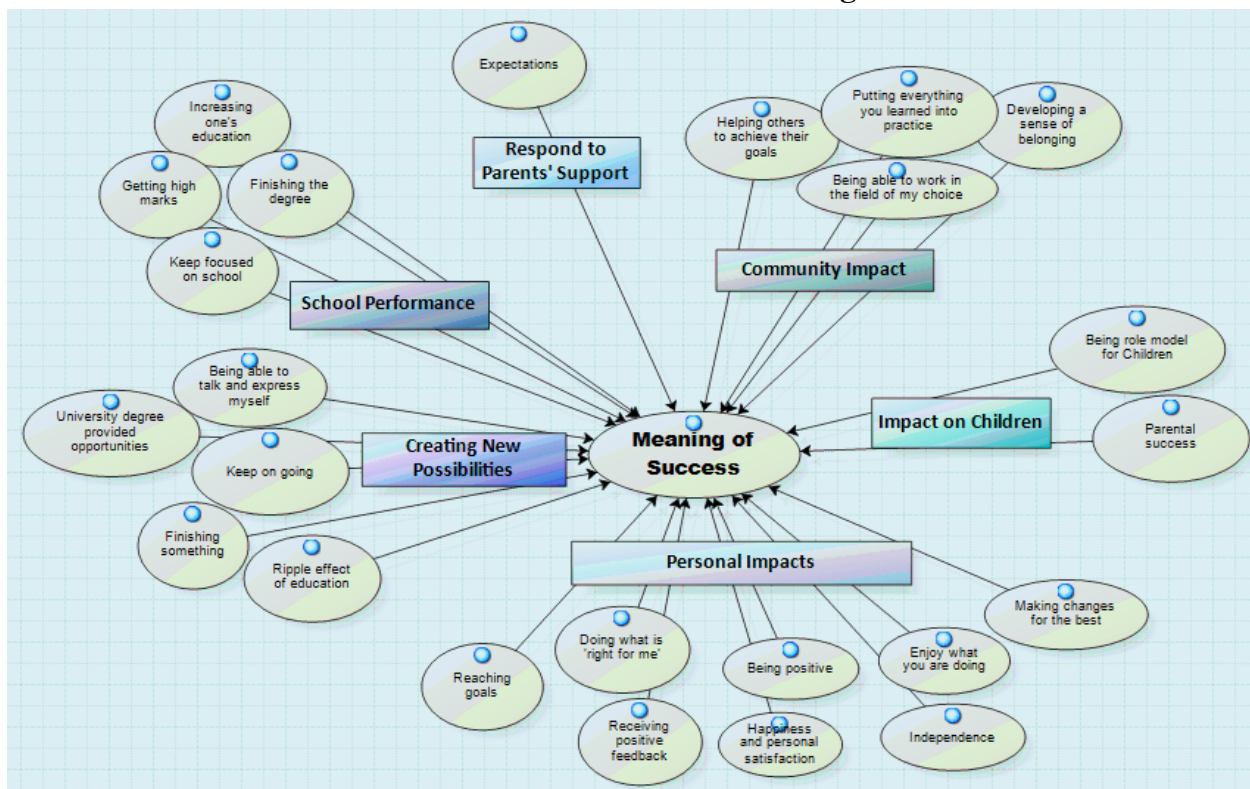 Expectations
Increasing
one's
education
Getting high
marks
Finishing the
degree
Keep focused
on school
Respond to
Parents' Support
Helping others
to achieve their
goals
Putting everything
you learned into
practice
Developing a
sense of
belonging
Being able to work in
the field of my choice
School Performance
Community Impact
Being role model
for Children
Parental
success
Impact on Children
Being able to
talk and express
myself
University degree
provided
opportunities
Keep on going
Creating New
Possibilities
Meaning of
Success
Finishing
something
Ripple effect
of education
Personal Impacts
Reaching
goals
Doing what is
'right for me'
Receiving
positive
feedback
Being positive
Happiness
and personal
satisfaction
Enjoy what
you are doing
Independence
Making changes
for the best